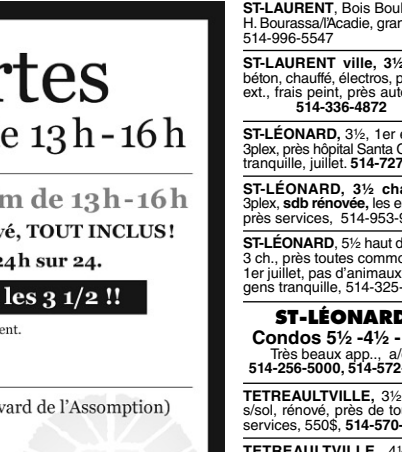 rtes
e 13h-16h
m de 13h-16h
vé, TOUT INCLUS!
24h sur 24.
les 3 1/2 !!
ent.
vard de l'Assomption)
ST-LAURENT, Bois Boul
H. Bourassa/l'Acadie, gran
514-996-5547
ST-LAURENT ville, 3½
béton, chauffé, électros, p
ext., frais peint, près aut
514-336-4872
ST-LÉONARD, 3½, 1er é
3plex, près hôpital Santa C
tranquille, juillet. 514-727
ST-LÉONARD, 3½ cha
3plex, sdb rénovée, les e
près services, 514-953-9
ST-LÉONARD, 5½ haut d
3 ch., près toutes commo
1er juillet, pas d'animaux
gens tranquille, 514-325-
ST-LÉONARD
Condos 5½ -4½ -
Très beaux app.., a/
514-256-5000, 514-572-
TETREAULTVILLE, 3½
s/sol, rénové, près de to
services, 550$, 514-570-
TETREAULTVILLE, 4½